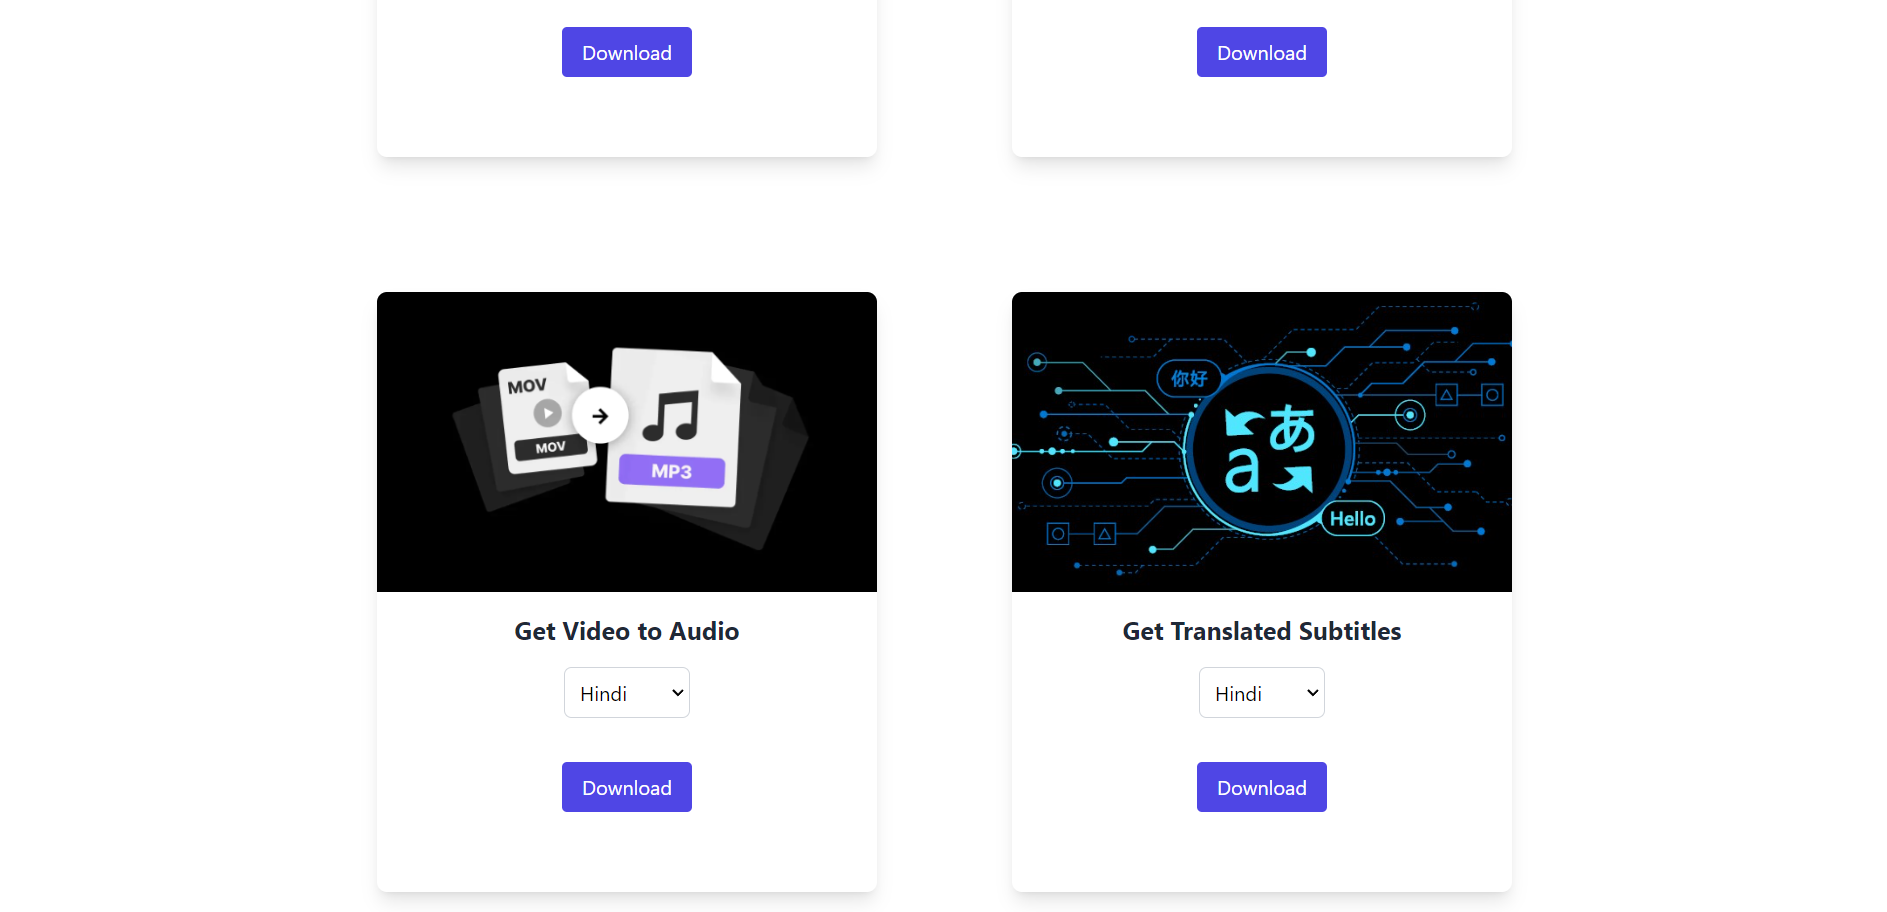 Download
Download
MOV
MOV
MP3
你好
あ
a
Hello
Get Video to Audio
Get Translated Subtitles
Hindi
Hindi
Download
Download